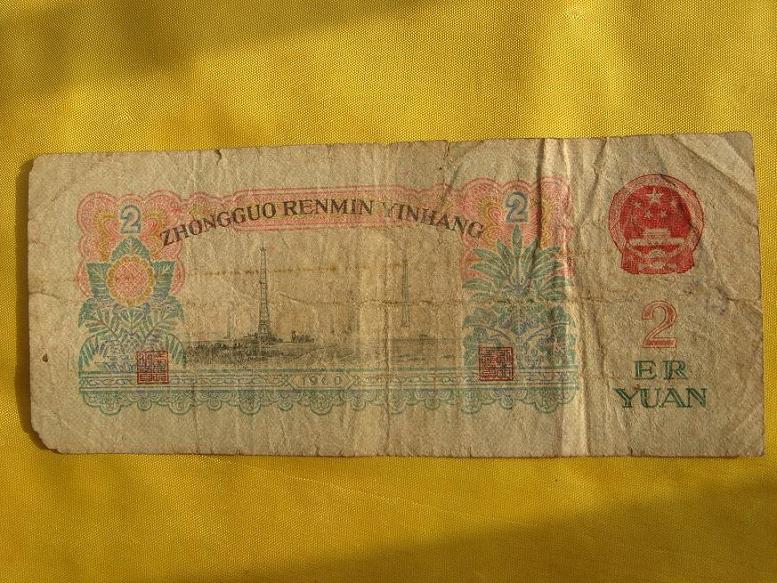 2 2
ZHONGGUO RENMIN YINHANG
1960
2
ER
YUAN